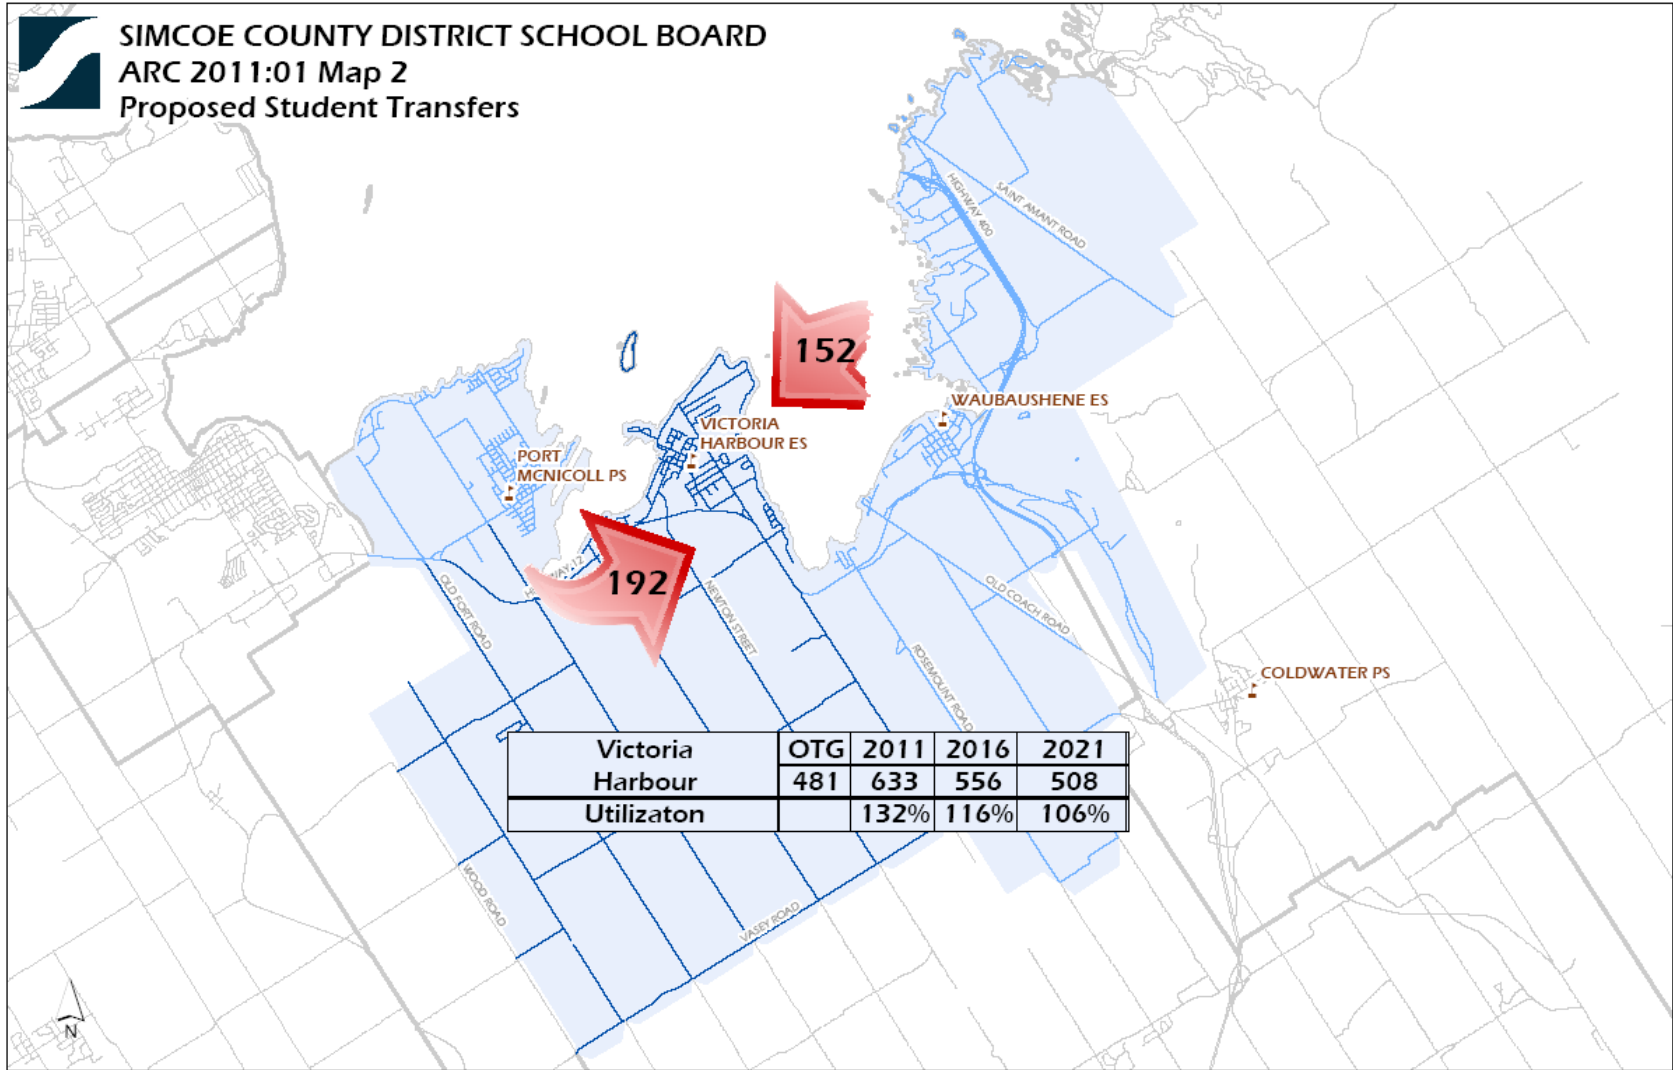 SIMCOE COUNTY DISTRICT SCHOOL BOARD
ARC 2011:01 Map 2
Proposed Student Transfers
HIGHWAY 400
SAINT AMANT ROAD
152
WAUBAUSHENE ES
VICTORIA
HARBOUR ES
PORT
MCNICOLL PS
192
OLD FORT ROAD
NEWTON STREET
OLD COACH ROAD
ROSEMOUNT ROAD
COLDWATER PS
Victoria OTG 2011 2016 2021
Harbour 481 633 556 508
Utilizaton 132% 116% 106%
WOOD ROAD
VASEY ROAD
N